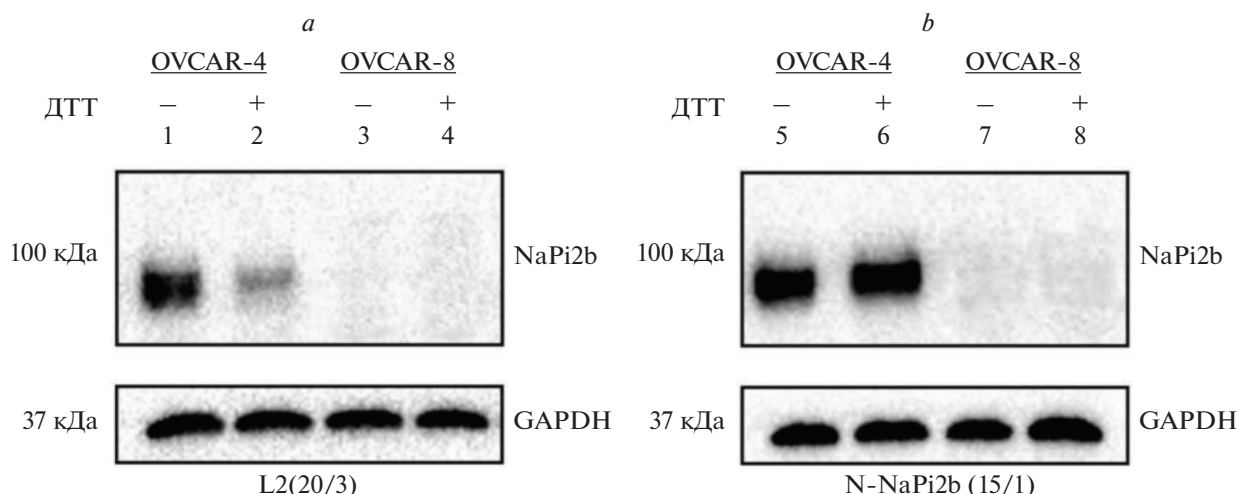 a
OVCAR-4 OVCAR-8
ДТТ – + – +
1 2 3 4
100 кДа NaPi2b
37 кДа GAPDH
L2(20/3)
b
OVCAR-4 OVCAR-8
ДТТ – + – +
5 6 7 8
100 кДа NaPi2b
37 кДа GAPDH
N-NaPi2b (15/1)